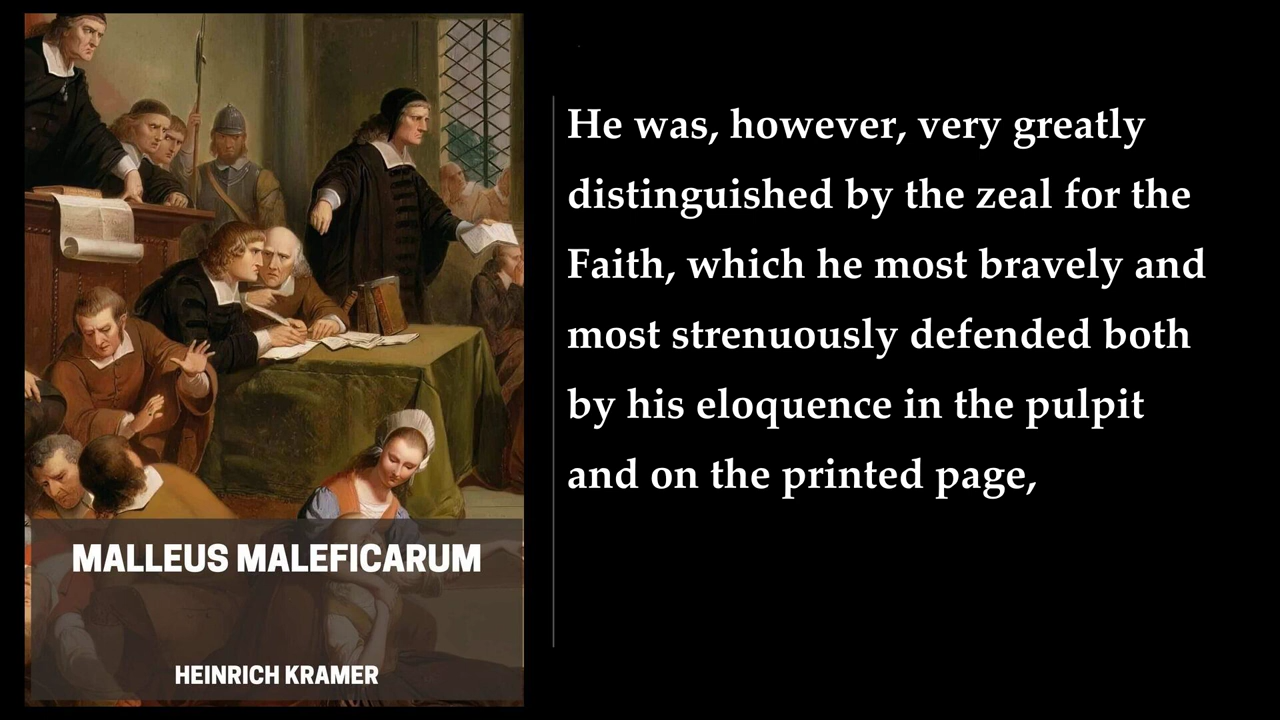 MALLEUS MALEFICARUM
HEINRICH KRAMER
He was, however, very greatly
distinguished by the zeal for the
Faith, which he most bravely and
most strenuously defended both
by his eloquence in the pulpit
and on the printed page,